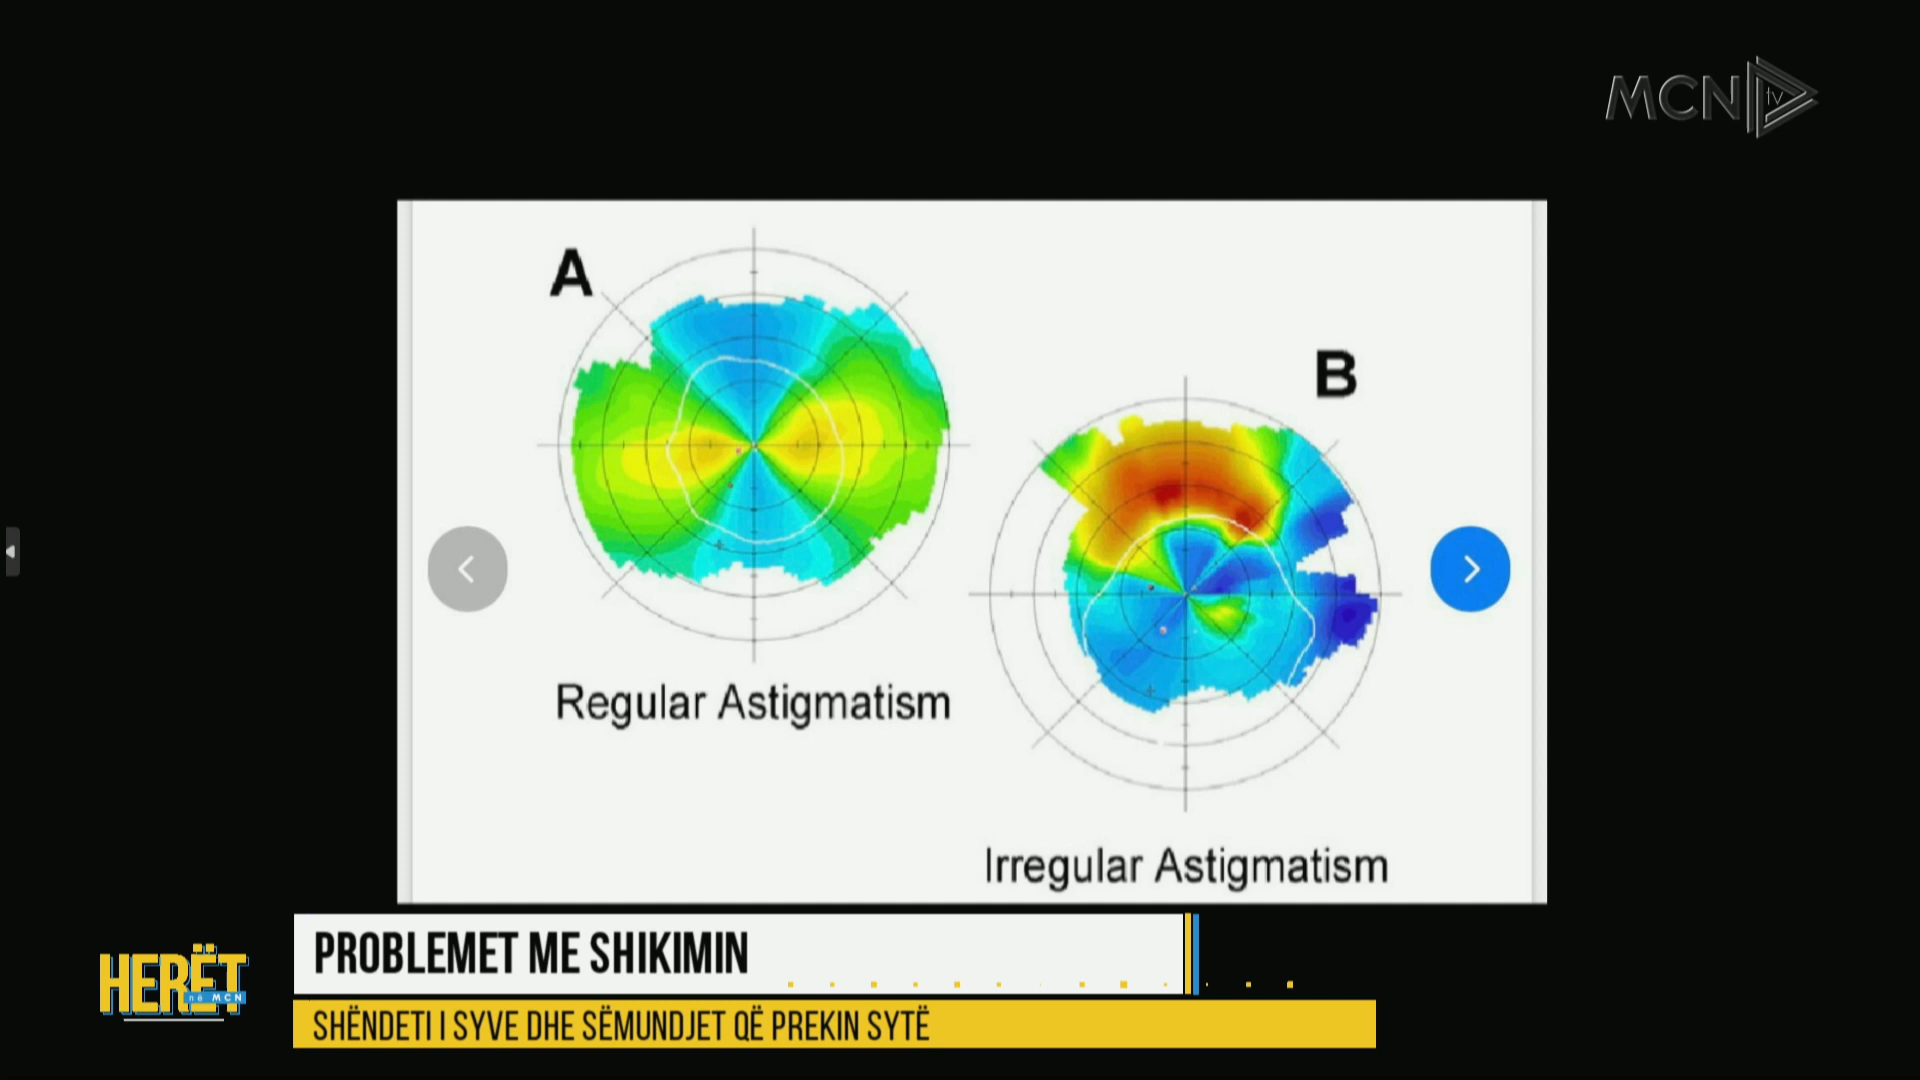 MCN tv
A
B
Regular Astigmatism
Irregular Astigmatism
PROBLEMET ME SHIKIMIN
HERËT
në MCN
SHËNDETI I SYVE DHE SËMUNDJET QË PREKIN SYTË